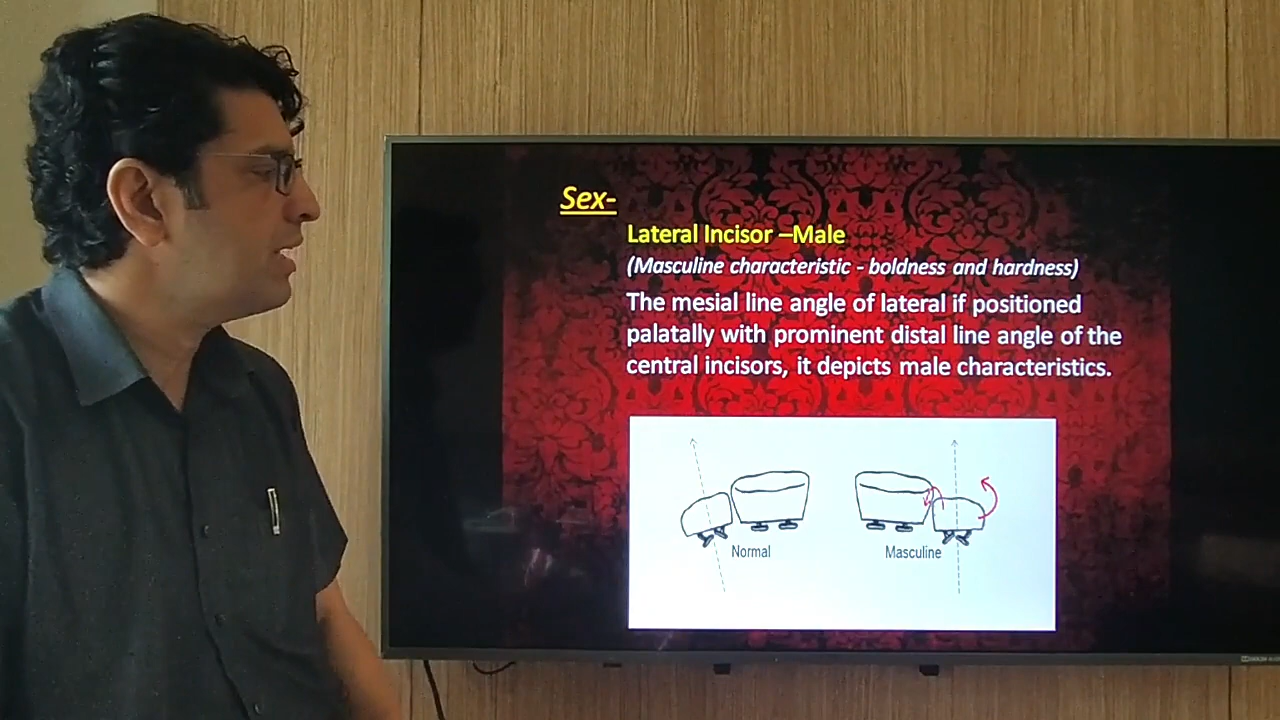 Sex-
Lateral Incisor –Male
(Masculine characteristic - boldness and hardness)
The mesial line angle of lateral if positioned
palatally with prominent distal line angle of the
central incisors, it depicts male characteristics.
Normal
Masculine